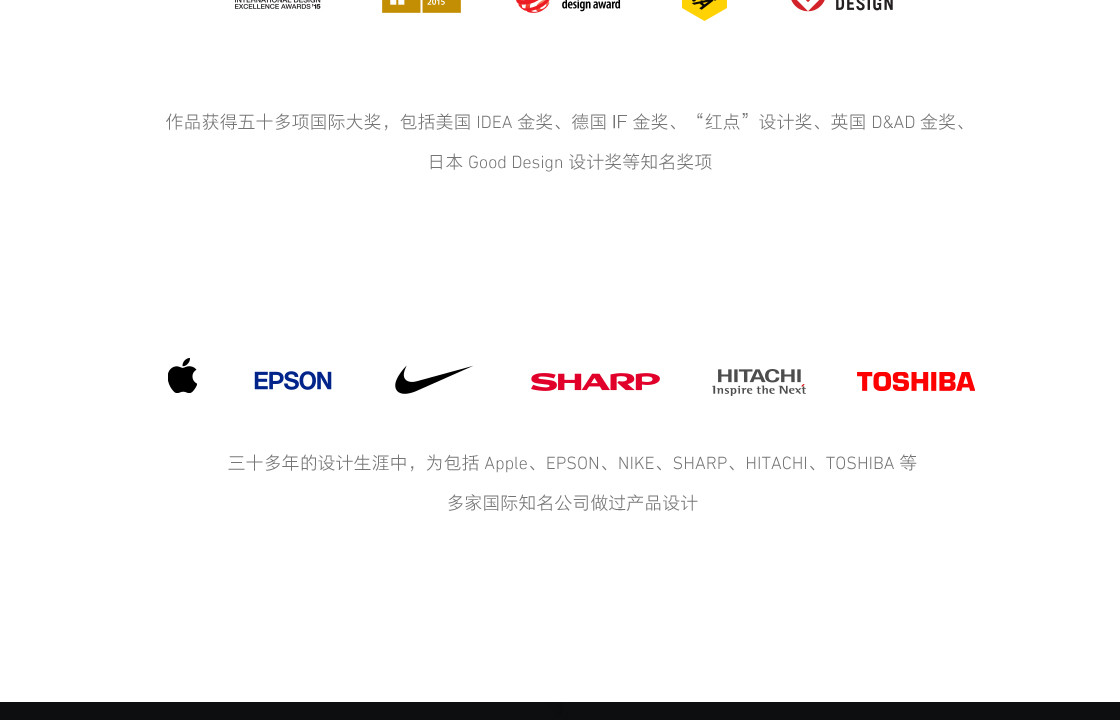 EXCELLENCE AWARDS '15
2015
design award
DESIGN
作品获得五十多项国际大奖，包括美国 IDEA 金奖、德国 IF 金奖、“红点”设计奖、英国 D&AD 金奖、
日本 Good Design 设计奖等知名奖项
EPSON
SHARP
HITACHI
Inspire the Next
TOSHIBA
三十多年的设计生涯中，为包括 Apple、EPSON、NIKE、SHARP、HITACHI、TOSHIBA 等
多家国际知名公司做过产品设计